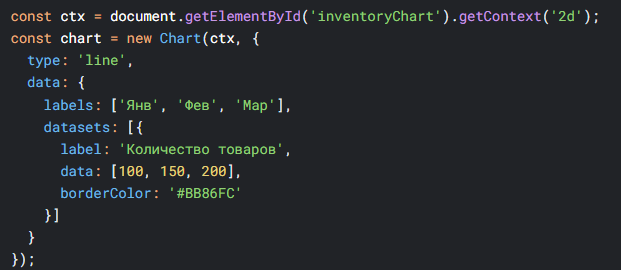 const ctx = document.getElementById('inventoryChart').getContext('2d');
const chart = new Chart(ctx, {
  type: 'line',
  data: {
    labels: ['Янв', 'Фев', 'Мар'],
    datasets: [{
      label: 'Количество товаров',
      data: [100, 150, 200],
      borderColor: '#BB86FC'
    }]
  }
});